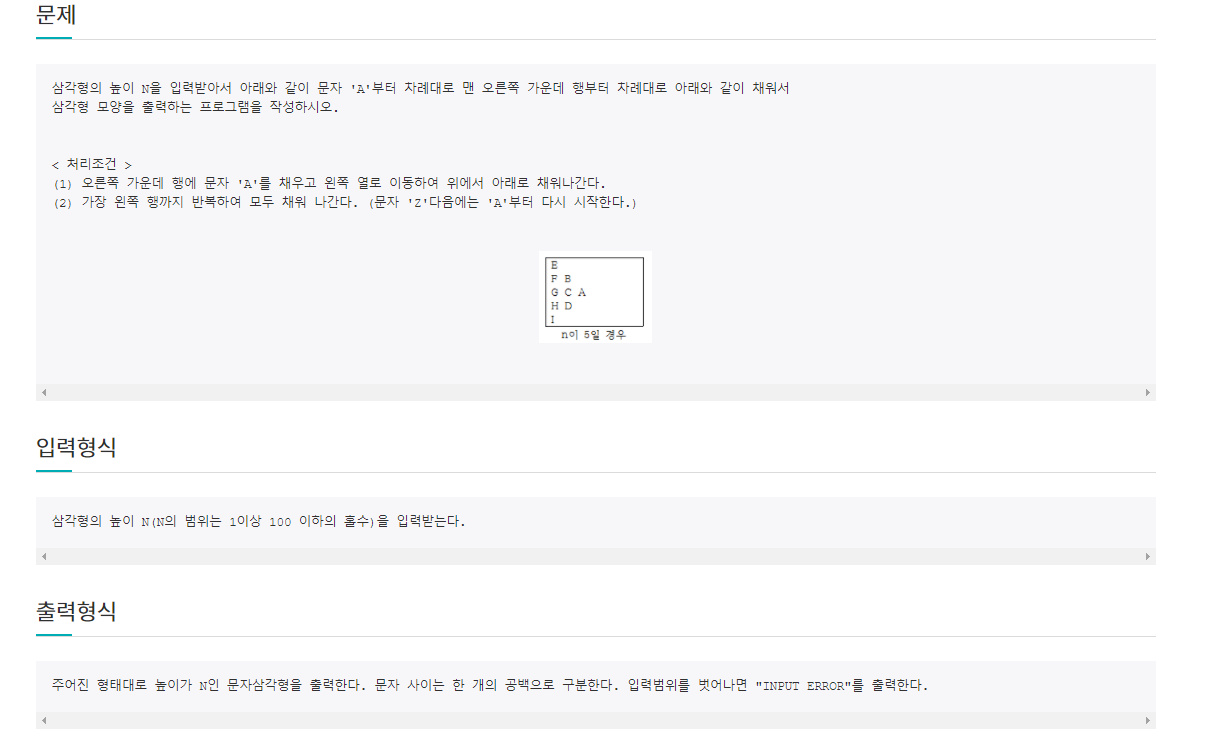 문제
삼각형의 높이 N을 입력받아서 아래와 같이 문자 'A'부터 차례대로 맨 오른쪽 가운데 행부터 차례대로 아래와 같이 채워서
삼각형 모양을 출력하는 프로그램을 작성하시오.
< 처리조건 >
(1) 오른쪽 가운데 행에 문자 'A'를 채우고 왼쪽 열로 이동하여 위에서 아래로 채워나간다.
(2) 가장 왼쪽 행까지 반복하여 모두 채워 나간다. (문자 'Z'다음에는 'A'부터 다시 시작한다.)
E
F B
G C A
H D
I
n이 5일 경우
입력형식
삼각형의 높이 N(N의 범위는 1이상 100 이하의 홀수)을 입력받는다.
출력형식
주어진 형태대로 높이가 N인 문자삼각형을 출력한다. 문자 사이는 한 개의 공백으로 구분한다. 입력범위를 벗어나면 "INPUT ERROR"를 출력한다.